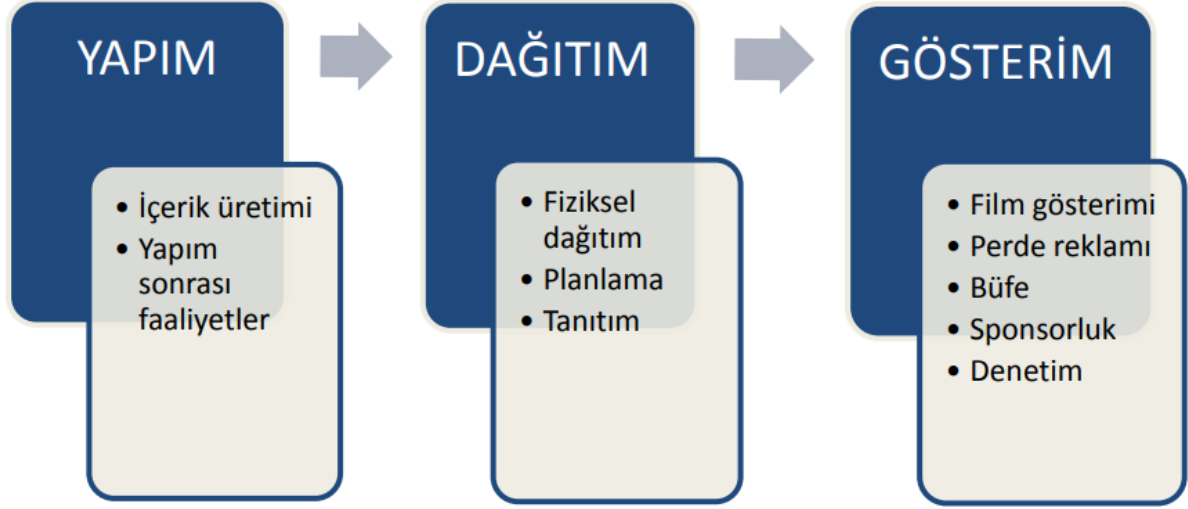 YAPIM
• İçerik üretimi
• Yapım
sonrası
faaliyetler
DAĞITIM
• Fiziksel
dağıtım
• Planlama
• Tanıtım
GÖSTERİM
• Film gösterimi
• Perde reklamı
• Büfe
• Sponsorluk
• Denetim